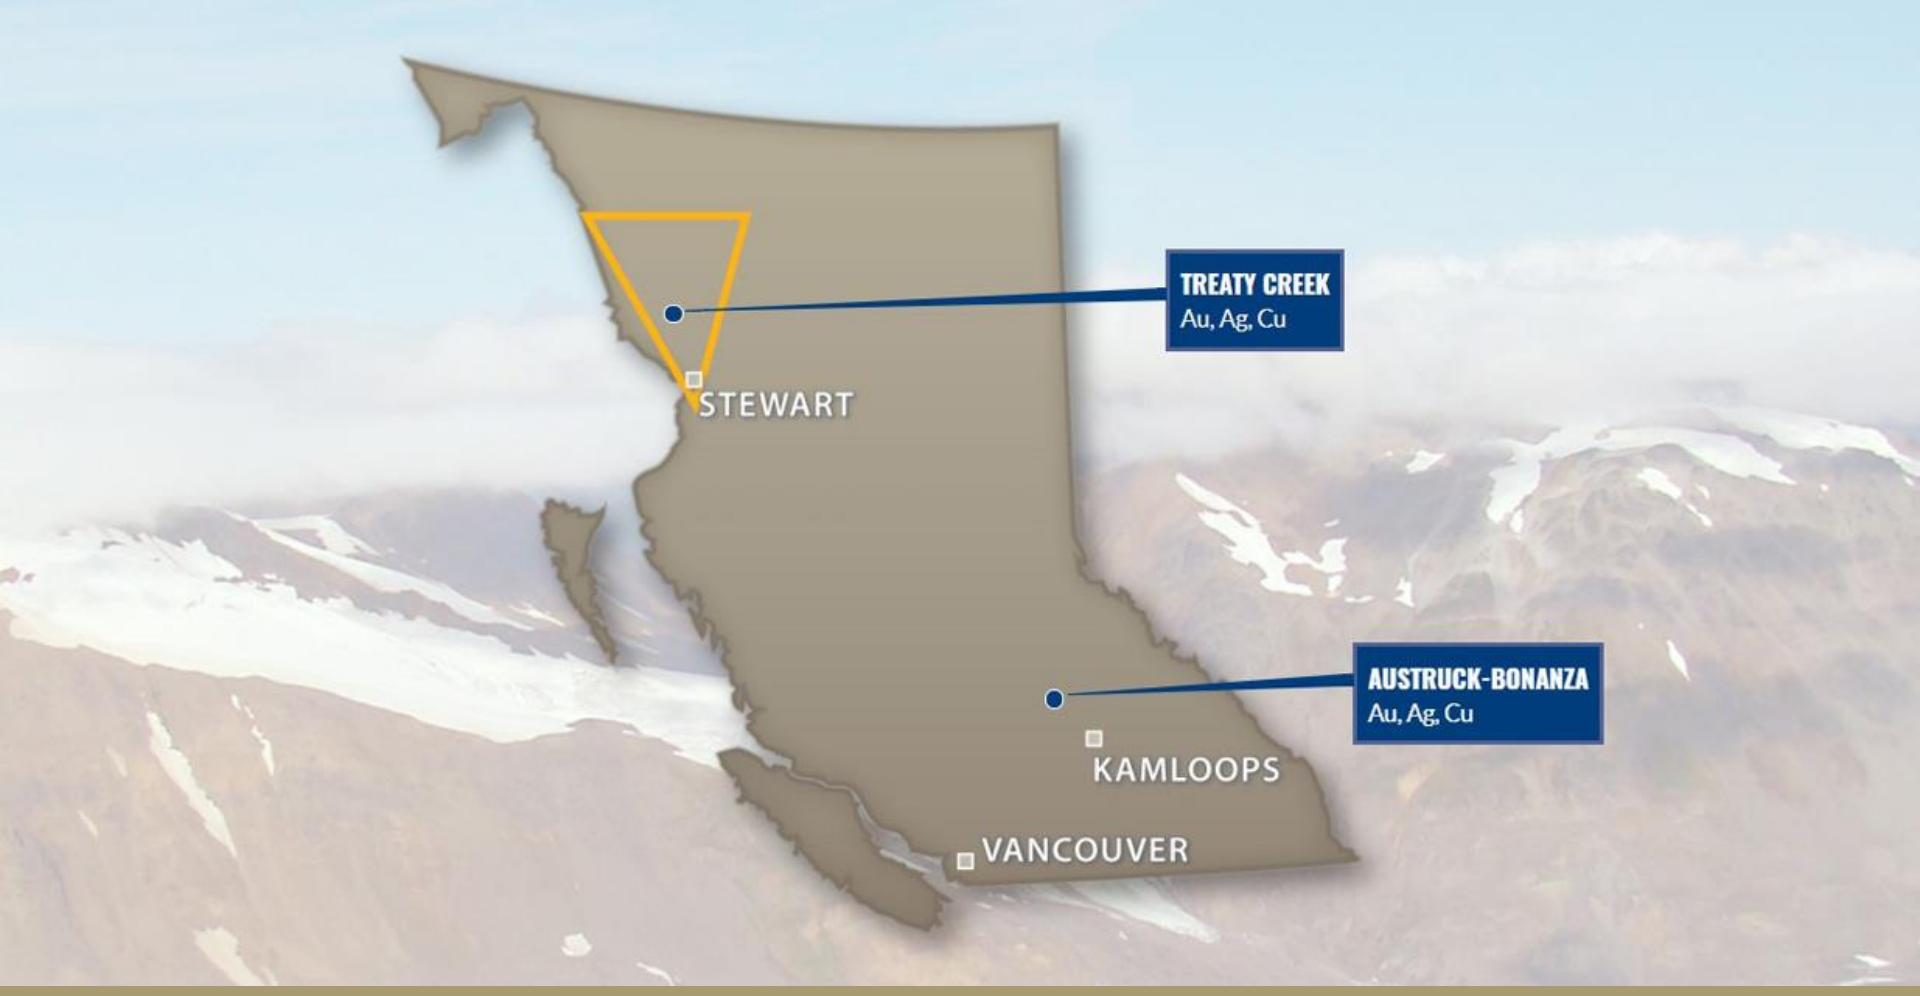 TREATY CREEK
Au, Ag, Cu
STEWART
AUSTRUCK-BONANZA
Au, Ag, Cu
KAMLOOPS
VANCOUVER